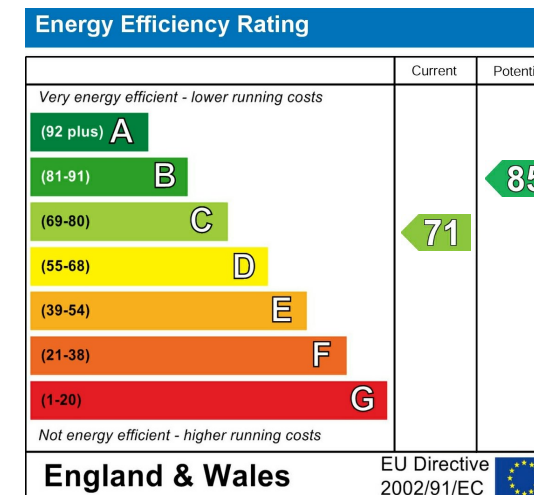 Energy Efficiency Rating
Current Potenti
Very energy efficient - lower running costs
(92 plus) A
(81-91) B
85
(69-80) C
71
(55-68) D
(39-54) E
(21-38) F
(1-20) G
Not energy efficient - higher running costs
England & Wales
EU Directive
2002/91/EC